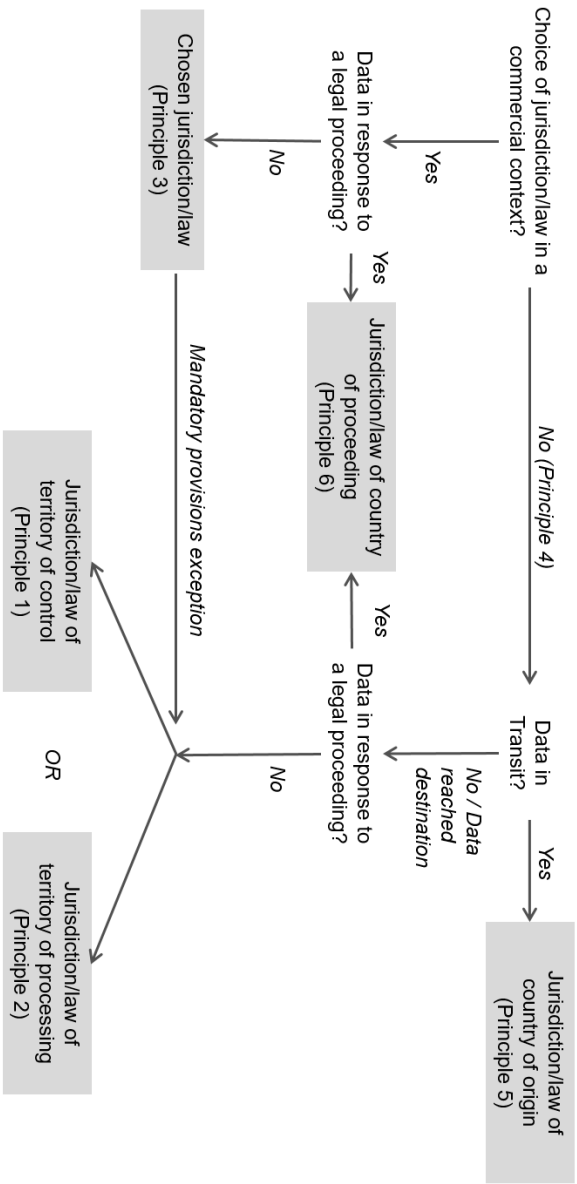 Choice of jurisdiction/law in a
commercial context?
No (Principle 4)
Data in
Transit?
Yes
Jurisdiction/law of
country of origin
(Principle 5)
Yes
No / Data
reached
destination
Data in response to
a legal proceeding?
Yes
Jurisdiction/law of country
of proceeding
(Principle 6)
Yes
Data in response to
a legal proceeding?
No
No
Chosen jurisdiction/law
(Principle 3)
Mandatory provisions exception
Jurisdiction/law of
territory of control
(Principle 1)
OR
Jurisdiction/law of
territory of processing
(Principle 2)